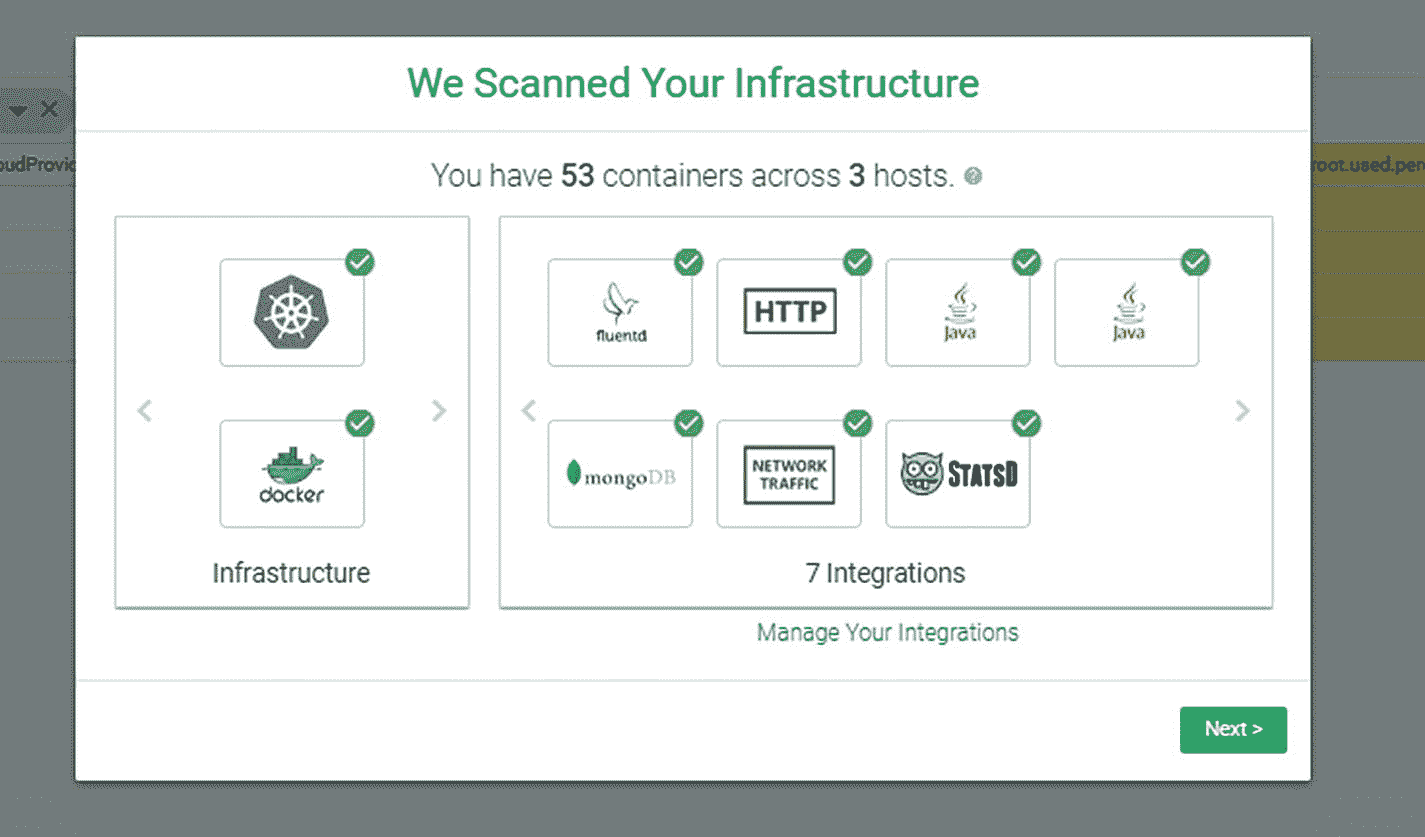 We Scanned Your Infrastructure
oudProvic
root.used.perc
You have 53 containers across 3 hosts. ?
fluentd
HTTP
Java
Java
docker
mongoDB
NETWORK
TRAFFIC
STATSD
Infrastructure
7 Integrations
Manage Your Integrations
Next >